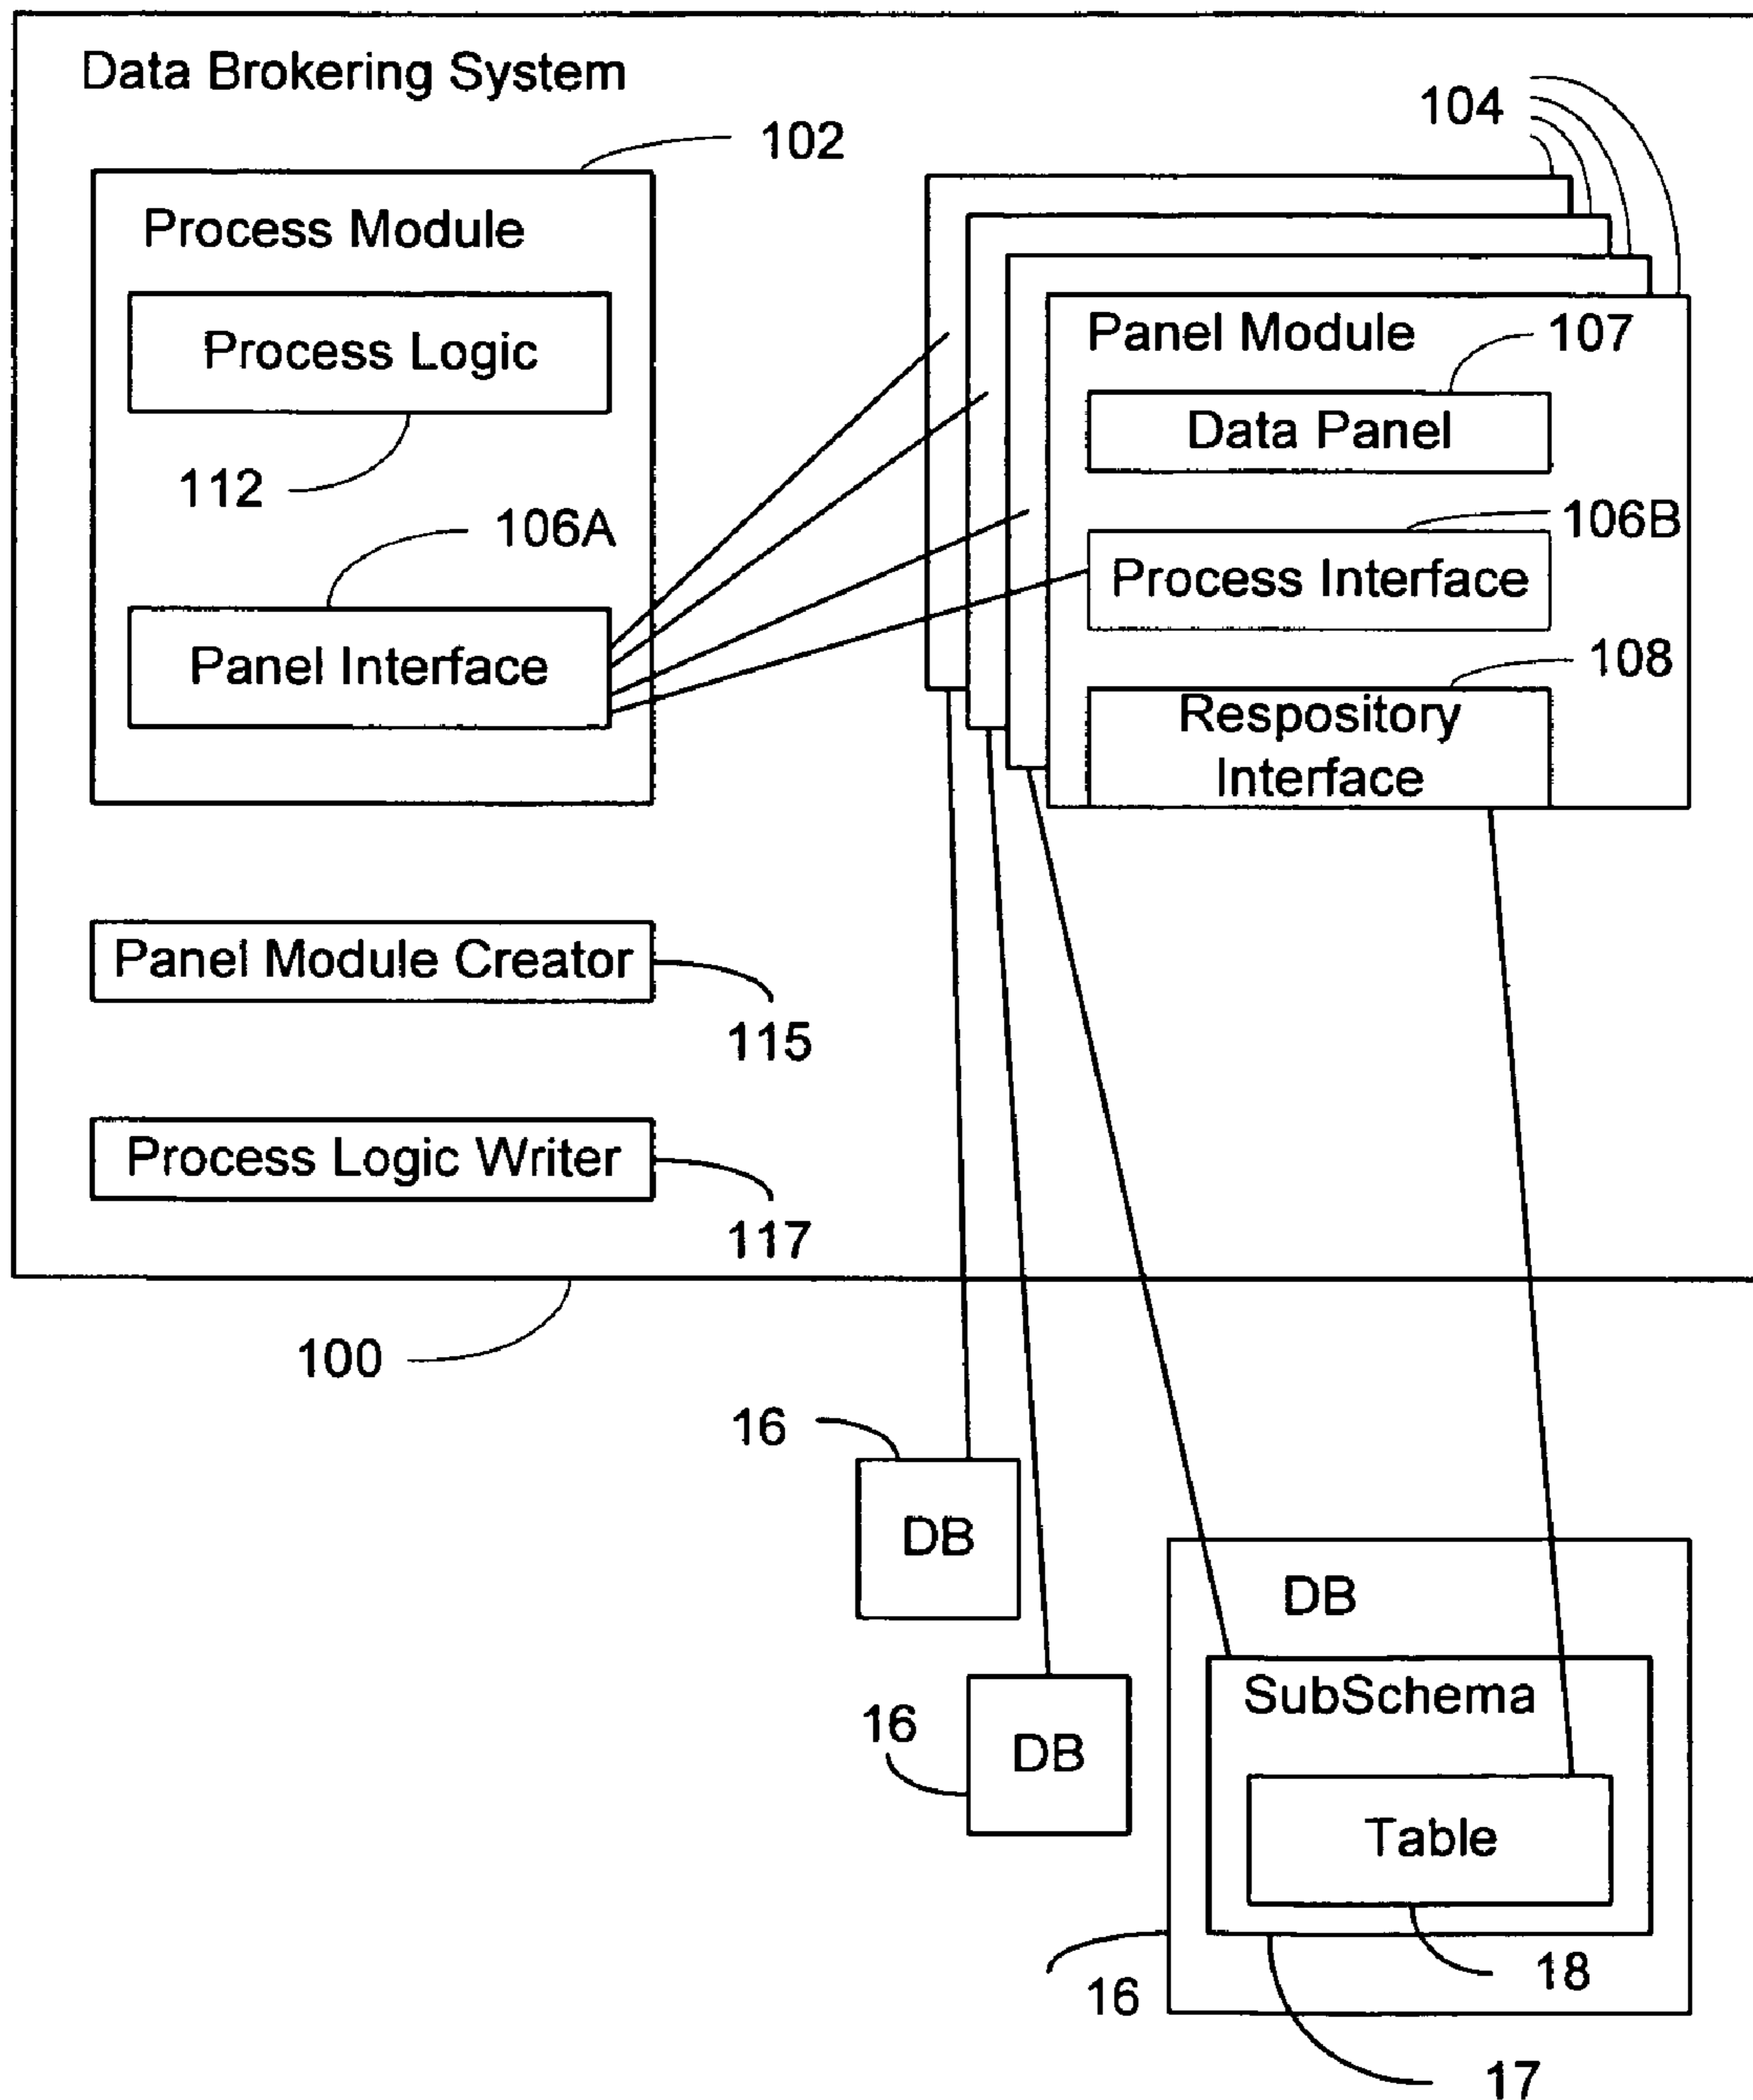 Data Brokering System
104
102
Process Module
Process Logic
112
106A
Panel Interface
Panel Module
107
Data Panel
106B
Process Interface
108
Respository
Interface
Panel Module Creator
115
Process Logic Writer
117
100
16
DB
16
DB
DB
SubSchema
Table
16
18
17